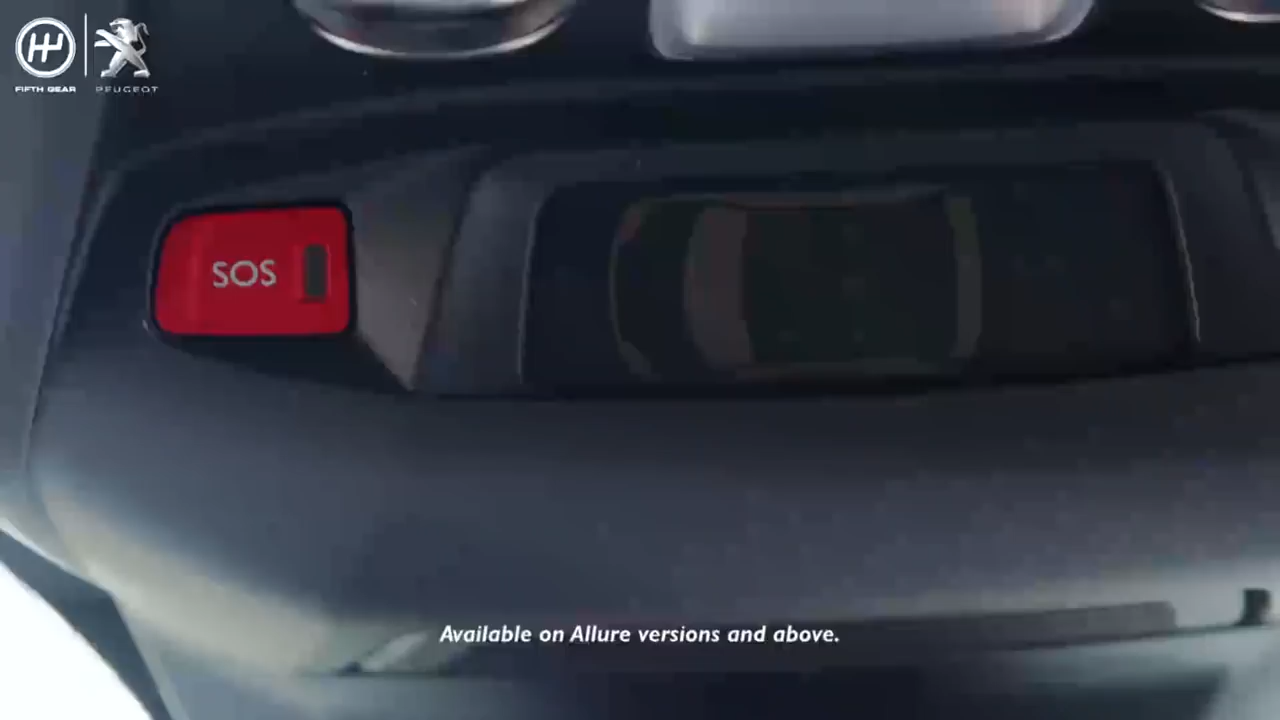 FIFTH GEAR
PEUGEOT
SOS
Available on Allure versions and above.